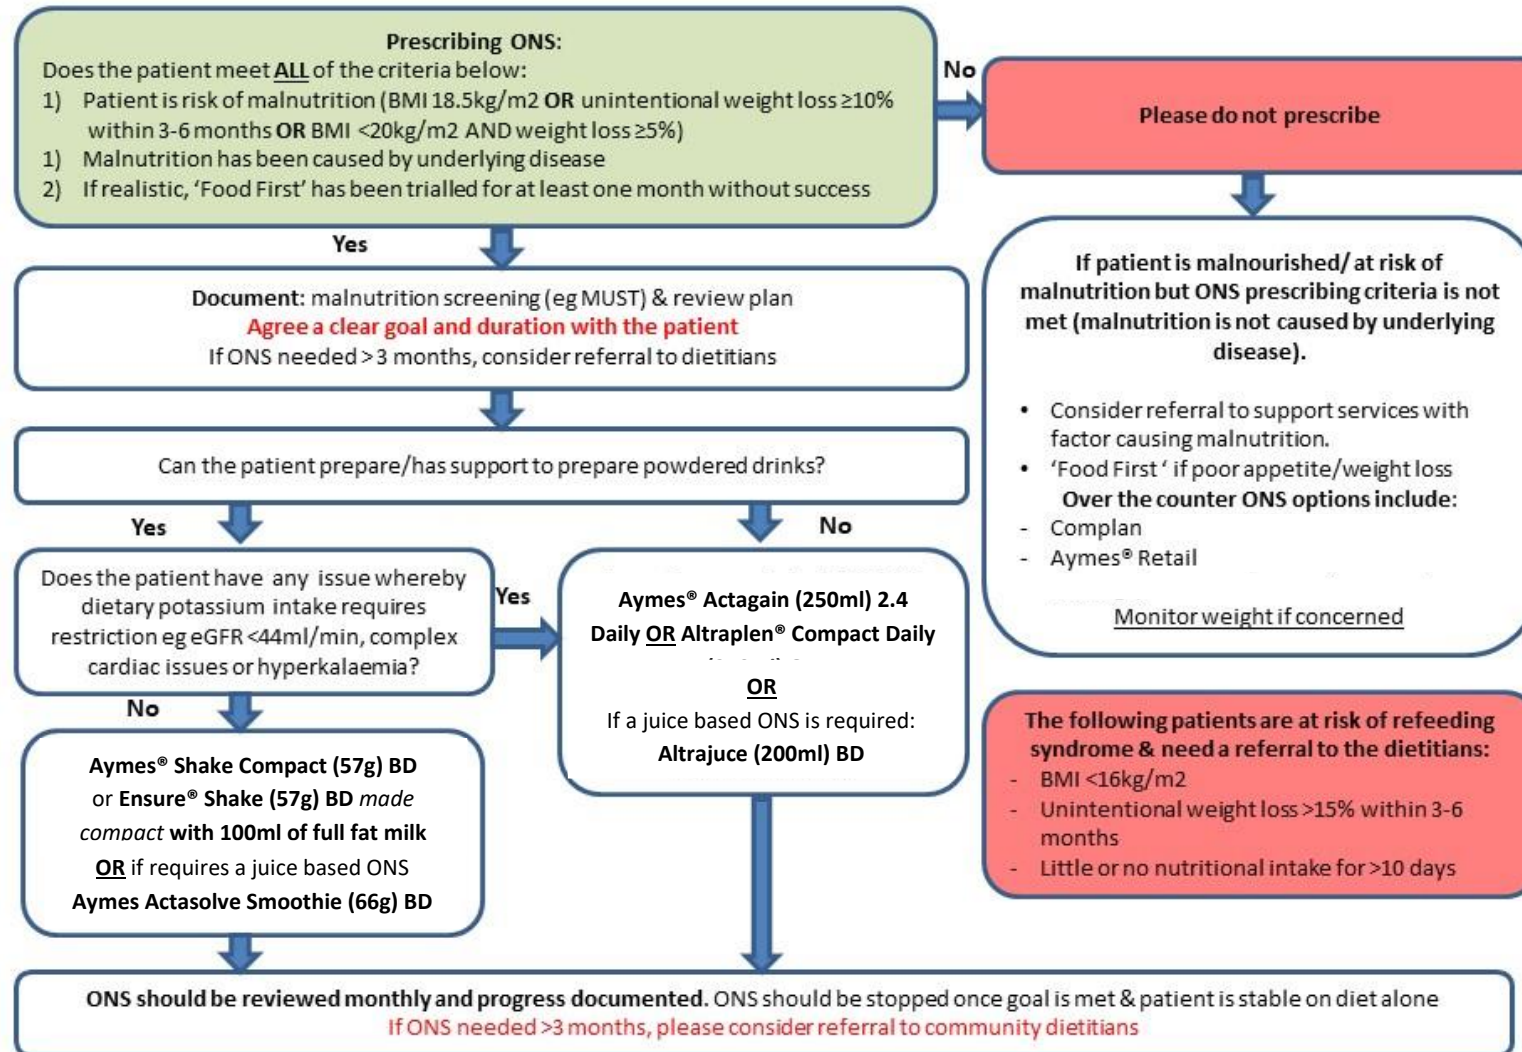 Prescribing ONS:
Does the patient meet ALL of the criteria below:
1) Patient is risk of malnutrition (BMI 18.5kg/m2 OR unintentional weight loss ≥10%
within 3-6 months OR BMI <20kg/m2 AND weight loss ≥5%)
1) Malnutrition has been caused by underlying disease
2) If realistic, 'Food First' has been trialled for at least one month without success
No
Please do not prescribe
Yes
Document: malnutrition screening (eg MUST) & review plan
Agree a clear goal and duration with the patient
If ONS needed >3 months, consider referral to dietitians
If patient is malnourished/ at risk of
malnutrition but ONS prescribing criteria is not
met (malnutrition is not caused by underlying
disease).
• Consider referral to support services with
factor causing malnutrition.
• 'Food First ' if poor appetite/weight loss
Over the counter ONS options include:
- Complan
- Aymes® Retail
Monitor weight if concerned
Can the patient prepare/has support to prepare powdered drinks?
Yes
No
Does the patient have any issue whereby
dietary potassium intake requires
restriction eg eGFR <44ml/min, complex
cardiac issues or hyperkalaemia?
Yes
Aymes® Actagain (250ml) 2.4
Daily OR Altraplen® Compact Daily
OR
If a juice based ONS is required:
Altrajuce (200ml) BD
No
Aymes® Shake Compact (57g) BD
or Ensure® Shake (57g) BD made
compact with 100ml of full fat milk
OR if requires a juice based ONS
Aymes Actasolve Smoothie (66g) BD
The following patients are at risk of refeeding
syndrome & need a referral to the dietitians:
- BMI <16kg/m2
- Unintentional weight loss >15% within 3-6
months
- Little or no nutritional intake for >10 days
ONS should be reviewed monthly and progress documented. ONS should be stopped once goal is met & patient is stable on diet alone
If ONS needed >3 months, please consider referral to community dietitians